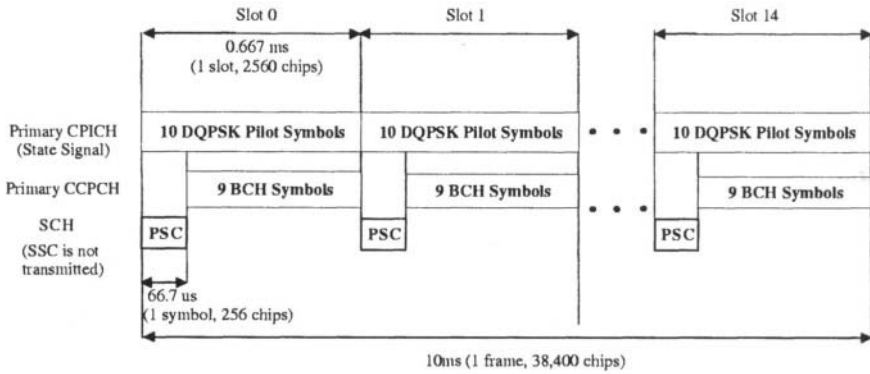 Slot 0
Slot 1
Slot 14
0.667 ms
(1 slot, 2560 chips)
Primary CPICH
(State Signal)
10 DQPSK Pilot Symbols
10 DQPSK Pilot Symbols
10 DQPSK Pilot Symbols
Primary CCPCH
9 BCH Symbols
9 BCH Symbols
9 BCH Symbols
SCH
(SSC is not
transmitted)
PSC
PSC
PSC
66.7 us
(1 symbol, 256 chips)
10ms (1 frame, 38,400 chips)